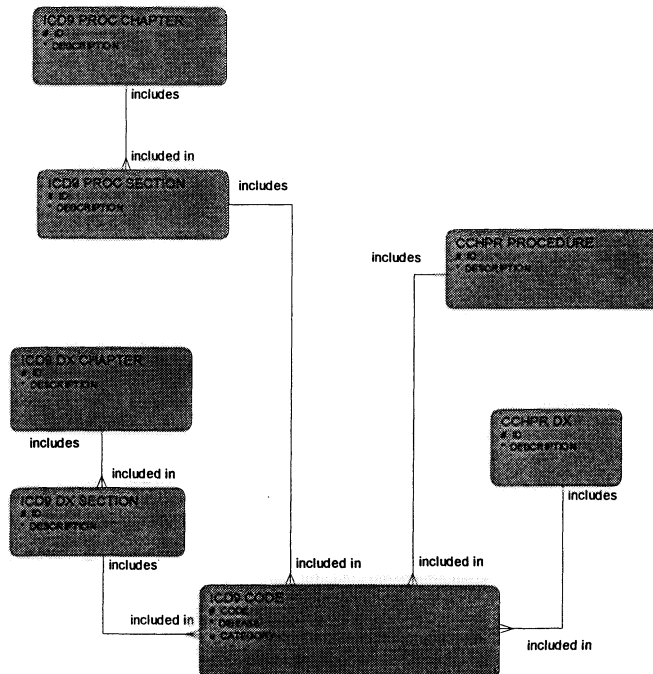 ICD9 PROC CHAPTER
# ID
* DESCRIPTION
includes
included in
ICD9 PROC SECTION
# ID
* DESCRIPTION
includes
CCHPR PROCEDURE
# ID
* DESCRIPTION
includes
ICD9 DX CHAPTER
# ID
* DESCRIPTION
includes
included in
CCHPR DX
# ID
* DESCRIPTION
includes
ICD9 DX SECTION
# ID
* DESCRIPTION
includes
included in
included in
included in
included in
ICD9 CODE
# CODE
* CATEGORY